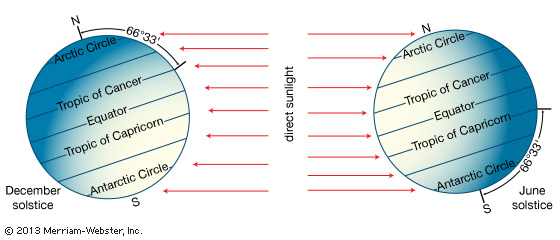 N
66°33'
Arctic Circle
Tropic of Cancer
Equator
Tropic of Capricorn
Antarctic Circle
S
December
solstice
direct sunlight
N
Arctic Circle
Tropic of Cancer
Equator
Tropic of Capricorn
Antarctic Circle
66°33'
S
June
solstice
© 2013 Merriam-Webster, Inc.